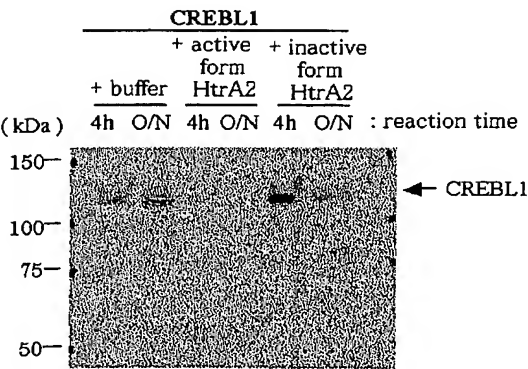 CREBL1
+ active + inactive
form form
+ buffer HtrA2 HtrA2
(kDa) 4h O/N 4h O/N 4h O/N : reaction time
150
CREBL1
100
75
50